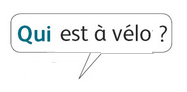 Qui est à vélo ?